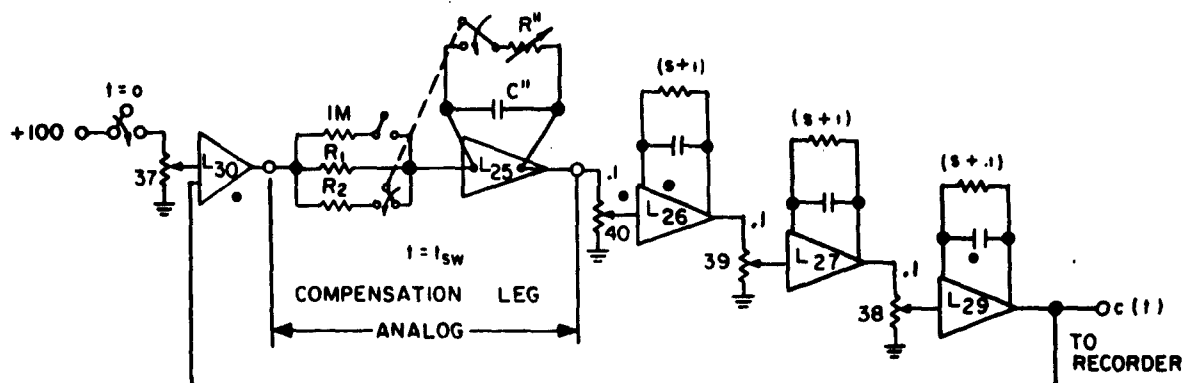 t = 0
+100
37
L30
1M
R1
R2
R"
C"
L25
t = tsw
COMPENSATION LEG
ANALOG
.1
40
(s+1)
L26
.1
39
(s+1)
L27
.1
38
(s + .1)
L29
c (t)
TO
RECORDER